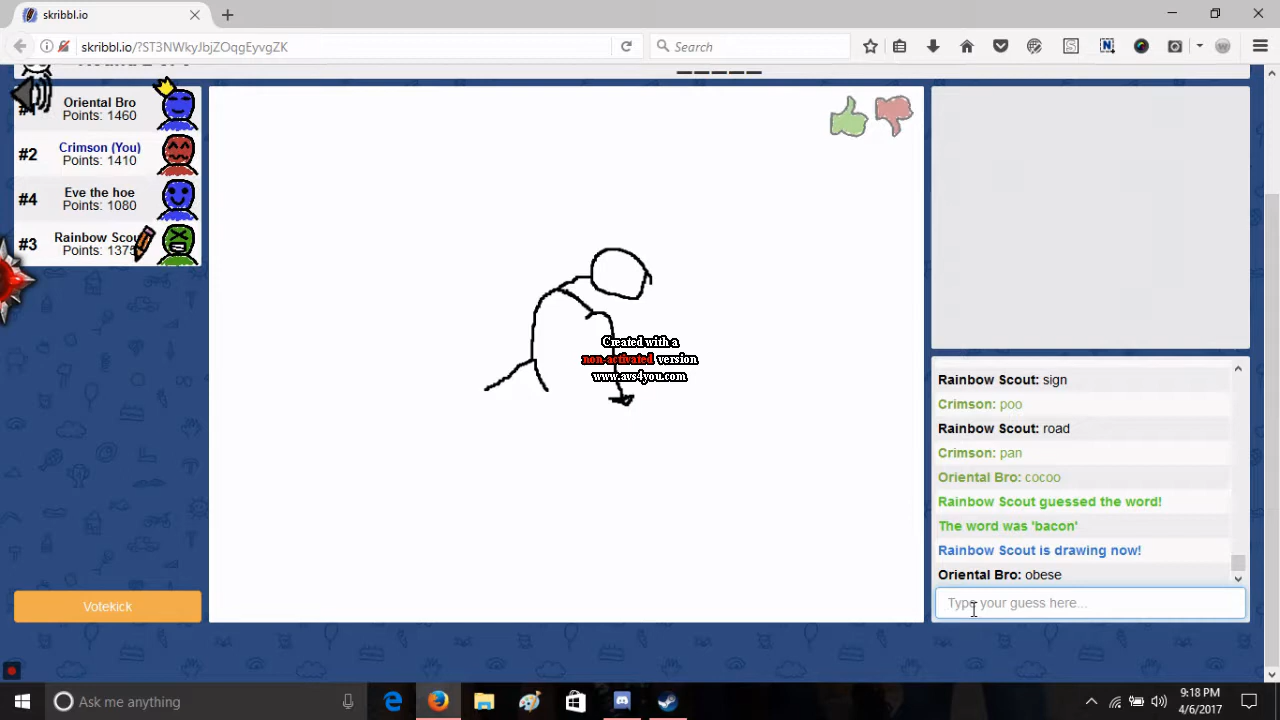 skribbl.io
skribbl.io/?ST3NWkyJbjZOqgEyvgZK
Search
Oriental Bro
Points: 1460
#2
Crimson (You)
Points: 1410
#4
Eve the hoe
Points: 1080
#3
Rainbow Scou
Points: 1375
Votekick
Created with a
non-activated version
www.avs4you.com
Rainbow Scout: sign
Crimson: poo
Rainbow Scout: road
Crimson: pan
Oriental Bro: cocoo
Rainbow Scout guessed the word!
The word was 'bacon'
Rainbow Scout is drawing now!
Oriental Bro: obese
Type your guess here...
Ask me anything
9:18 PM
4/6/2017